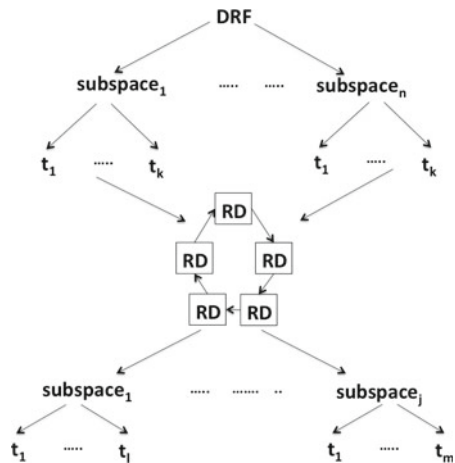 DRF
subspace₁ ..... ..... subspaceₙ
t₁ ..... tₖ t₁ ..... tₖ
RD
RD RD
RD RD
subspace₁ ..... ....... .. subspaceⱼ
t₁ ..... tₗ t₁ ..... tₘ